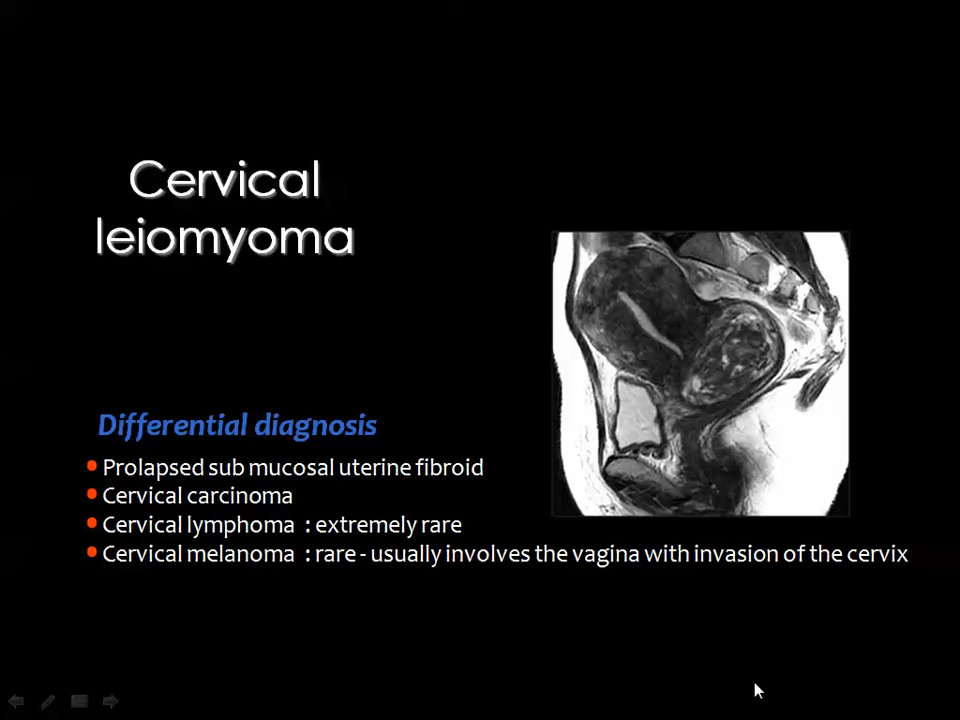 Cervical
leiomyoma
Differential diagnosis
Prolapsed sub mucosal uterine fibroid
Cervical carcinoma
Cervical lymphoma : extremely rare
Cervical melanoma : rare - usually involves the vagina with invasion of the cervix